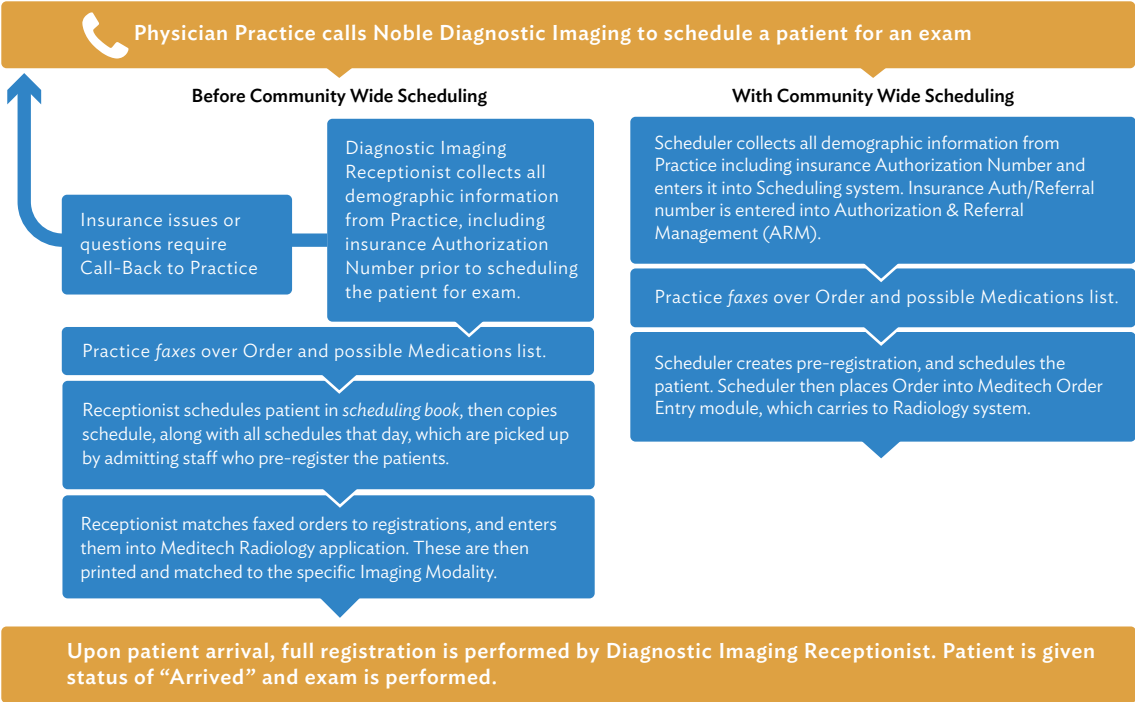 Physician Practice calls Noble Diagnostic Imaging to schedule a patient for an exam
Before Community Wide Scheduling
Insurance issues or
questions require
Call-Back to Practice
Diagnostic Imaging
Receptionist collects all
demographic information
from Practice, including
insurance Authorization
Number prior to scheduling
the patient for exam.
Practice faxes over Order and possible Medications list.
Receptionist schedules patient in scheduling book, then copies
schedule, along with all schedules that day, which are picked up
by admitting staff who pre-register the patients.
Receptionist matches faxed orders to registrations, and enters
them into Meditech Radiology application. These are then
printed and matched to the specific Imaging Modality.
With Community Wide Scheduling
Scheduler collects all demographic information from
Practice including insurance Authorization Number and
enters it into Scheduling system. Insurance Auth/Referral
number is entered into Authorization & Referral
Management (ARM).
Practice faxes over Order and possible Medications list.
Scheduler creates pre-registration, and schedules the
patient. Scheduler then places Order into Meditech Order
Entry module, which carries to Radiology system.
Upon patient arrival, full registration is performed by Diagnostic Imaging Receptionist. Patient is given
status of “Arrived” and exam is performed.